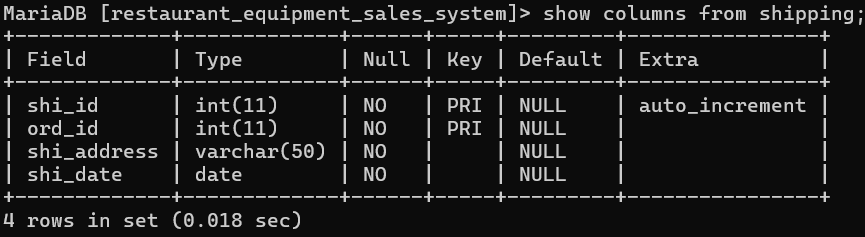 MariaDB [restaurant_equipment_sales_system]> show columns from shipping;
+-------------+-------------+------+-----+---------+----------------+
| Field       | Type        | Null | Key | Default | Extra          |
+-------------+-------------+------+-----+---------+----------------+
| shi_id      | int(11)     | NO   | PRI | NULL    | auto_increment |
| ord_id      | int(11)     | NO   | PRI | NULL    |                |
| shi_address | varchar(50) | NO   |     | NULL    |                |
| shi_date    | date        | NO   |     | NULL    |                |
+-------------+-------------+------+-----+---------+----------------+
4 rows in set (0.018 sec)